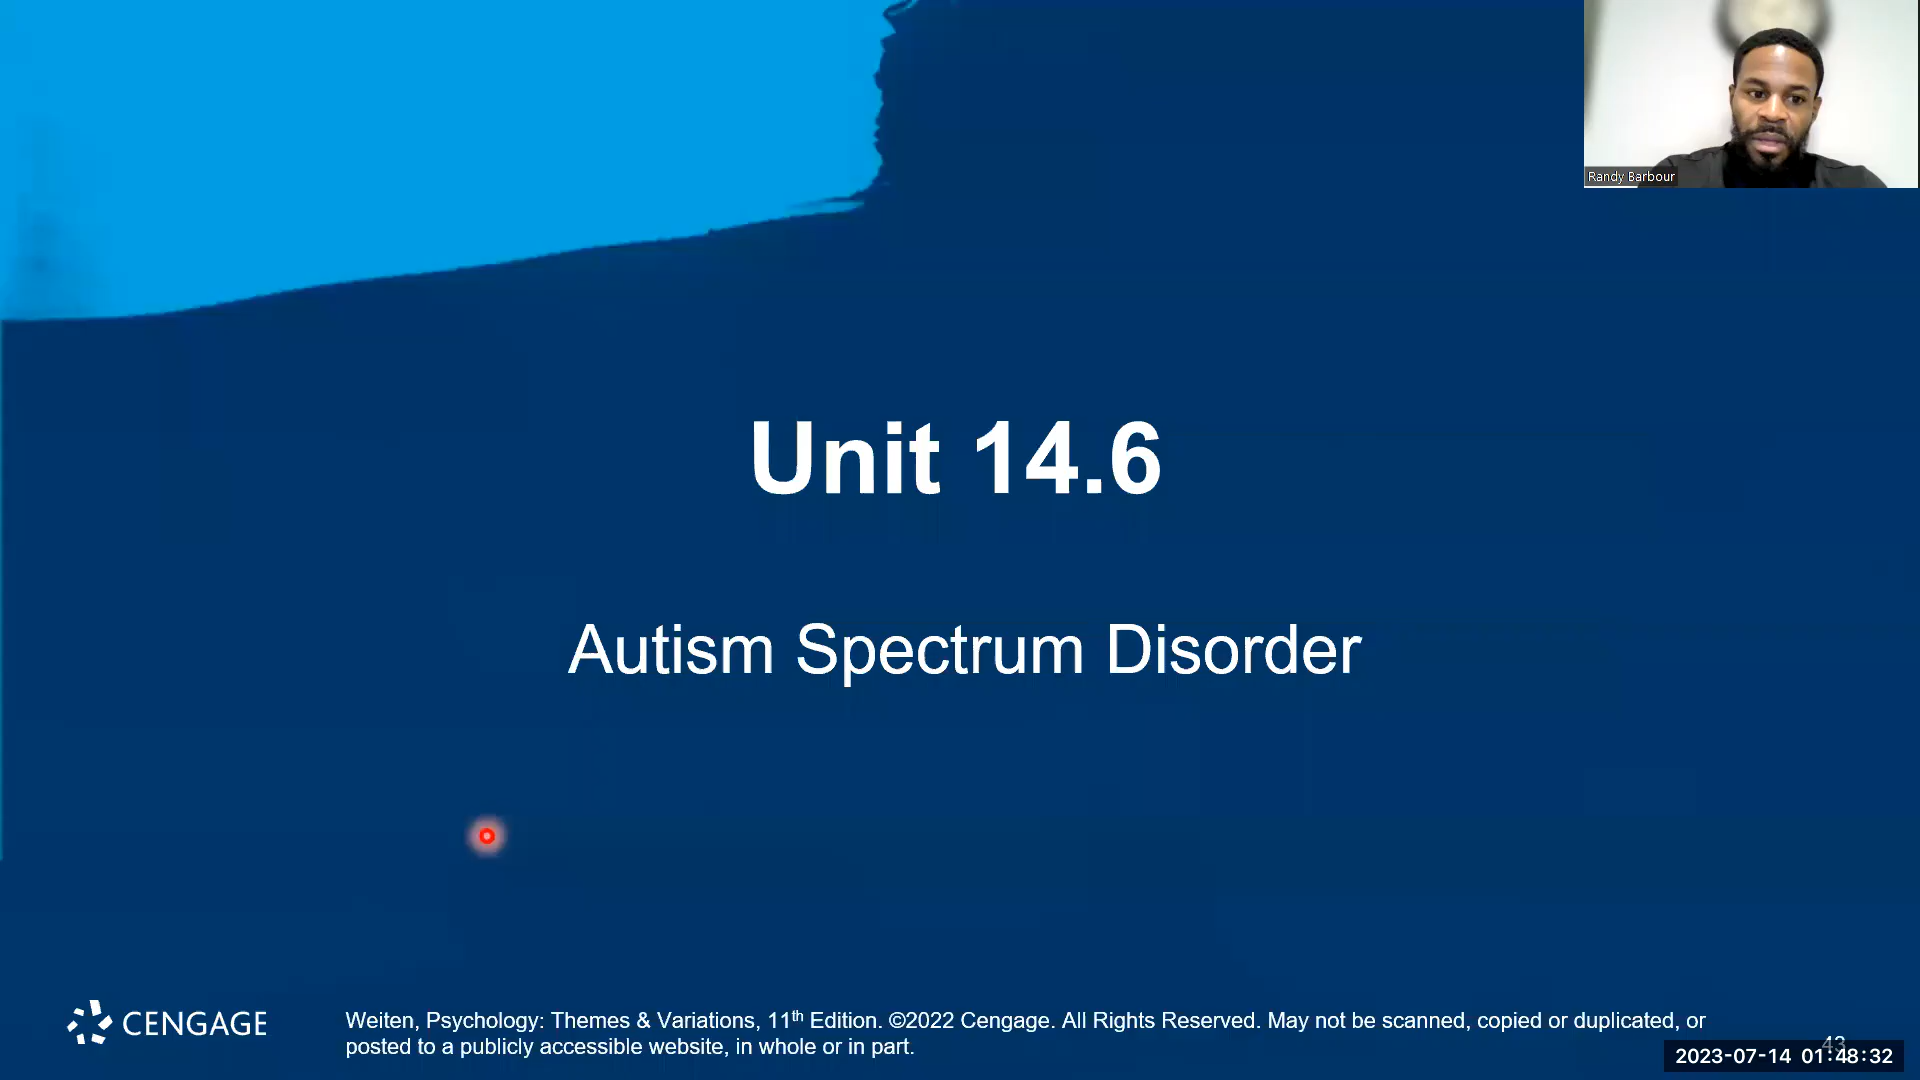 Randy Barbour
Unit 14.6
Autism Spectrum Disorder
CENGAGE
Weiten, Psychology: Themes & Variations, 11th Edition. ©2022 Cengage. All Rights Reserved. May not be scanned, copied or duplicated, or
posted to a publicly accessible website, in whole or in part.
43
2023-07-14 01:48:32